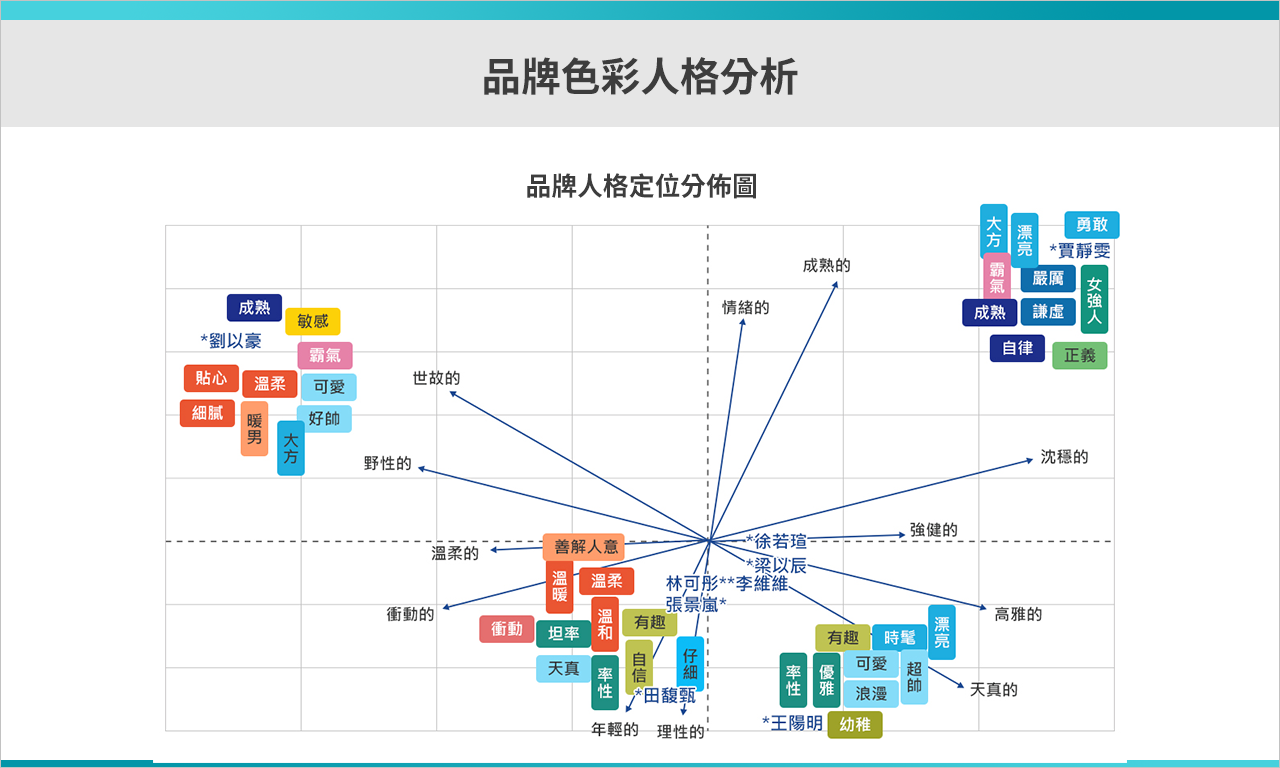 品牌色彩人格分析
品牌人格定位分佈圖
大方
漂亮
勇敢
*賈靜雯
霸氣
嚴厲
女強人
成熟
謙虛
自律
正義
成熟的
情緒的
成熟
敏感
*劉以豪
霸氣
貼心
溫柔
可愛
細膩
暖男
好帥
大方
世故的
野性的
沈穩的
強健的
溫柔的
善解人意
*徐若瑄
*梁以辰
溫暖
溫柔
林可彤**李維維
張景嵐*
衝動的
高雅的
衝動
坦率
溫和
有趣
天真
率性
自信
仔細
*田馥甄
年輕的
理性的
有趣
時髦
漂亮
率性
優雅
可愛
超帥
浪漫
天真的
*王陽明
幼稚